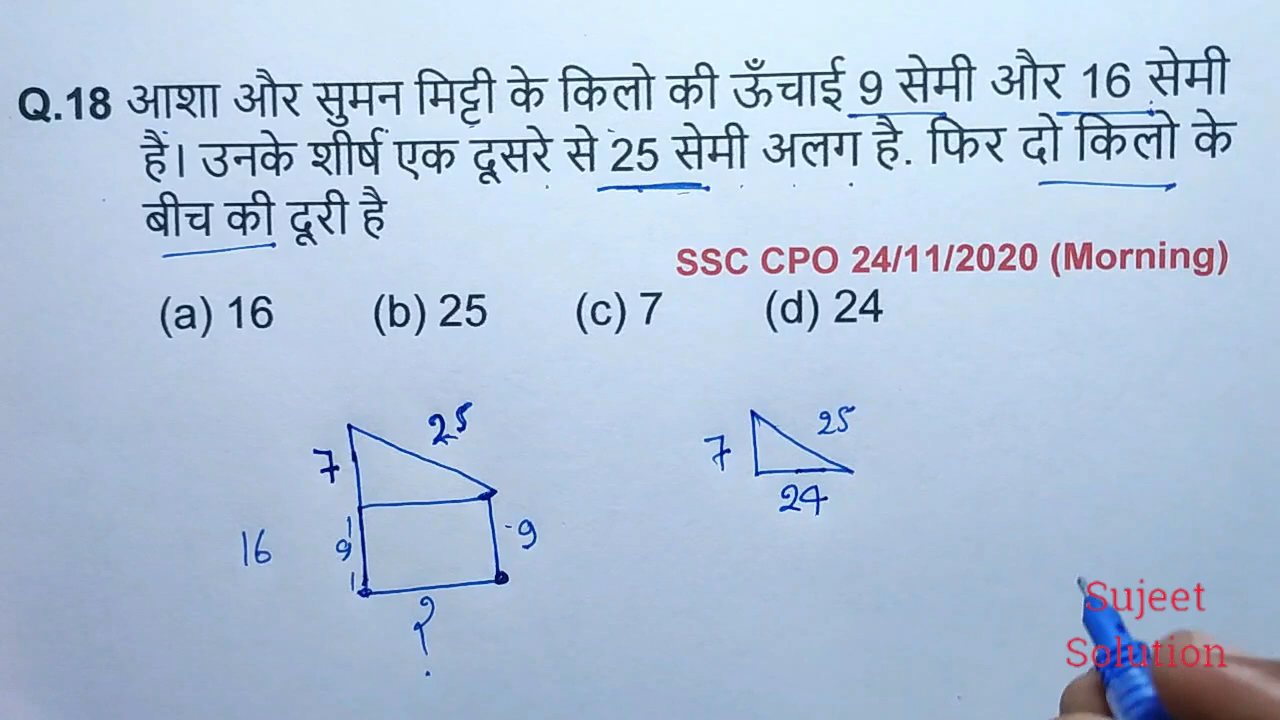 Q.18 आशा और सुमन मिट्टी के किलो की ऊँचाई 9 सेमी और 16 सेमी
हैं। उनके शीर्ष एक दूसरे से 25 सेमी अलग है. फिर दो किलो के
बीच की दूरी है
SSC CPO 24/11/2020 (Morning)
(a) 16 (b) 25 (c) 7 (d) 24
25 25
7 7
24
16 9 9
?
Sujeet
Solution